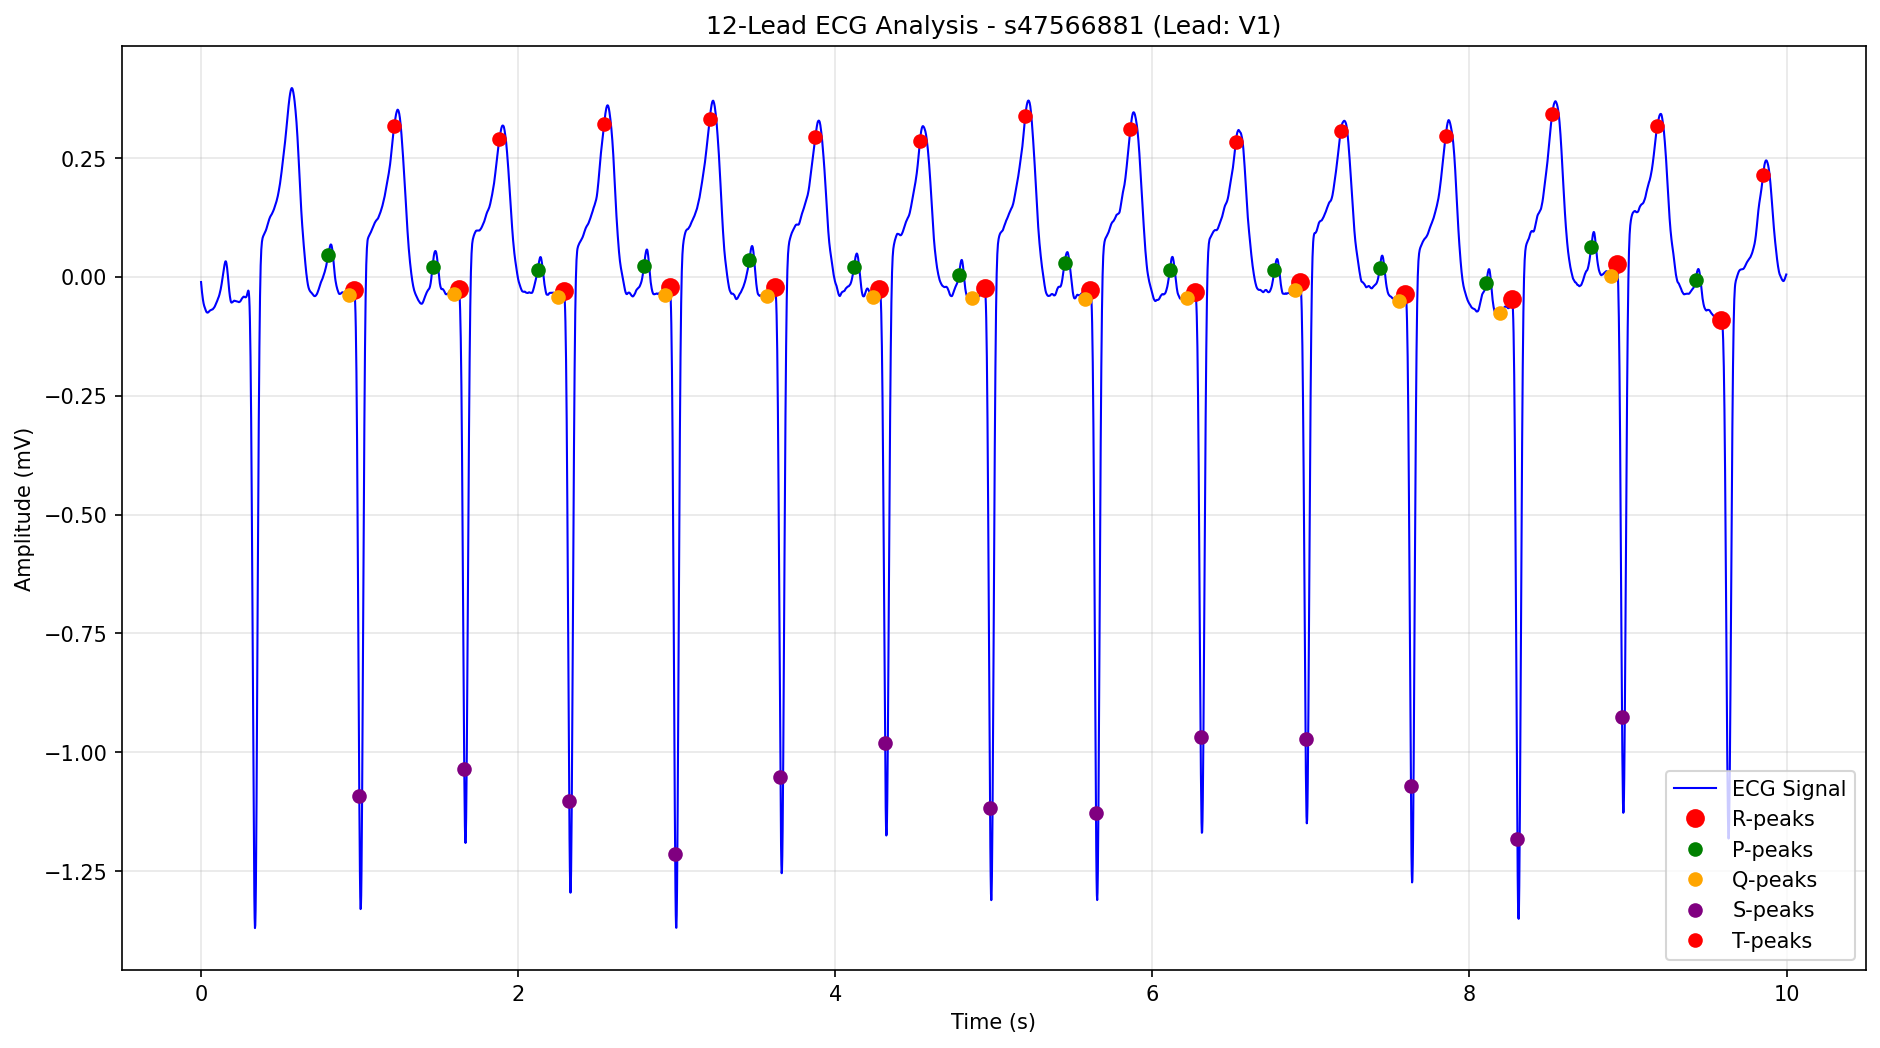 12-Lead ECG Analysis - s47566881 (Lead: V1)
0.25
0.00
−0.25
−0.50
−0.75
−1.00
−1.25
Amplitude (mV)
0 2 4 6 8 10
Time (s)
ECG Signal
R-peaks
P-peaks
Q-peaks
S-peaks
T-peaks